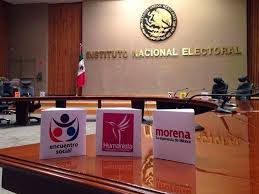 INSTITUTO NACIONAL ELECTORAL
encuentro
social
Humanista
morena
La esperanza de México